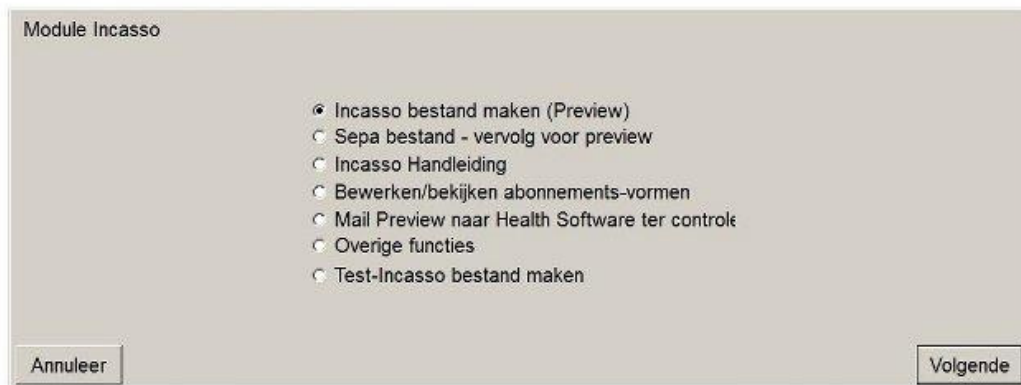 Module Incasso
Incasso bestand maken (Preview)
Sepa bestand - vervolg voor preview
Incasso Handleiding
Bewerken/bekijken abonnements-vormen
Mail Preview naar Health Software ter controle
Overige functies
Test-Incasso bestand maken
Annuleer
Volgende